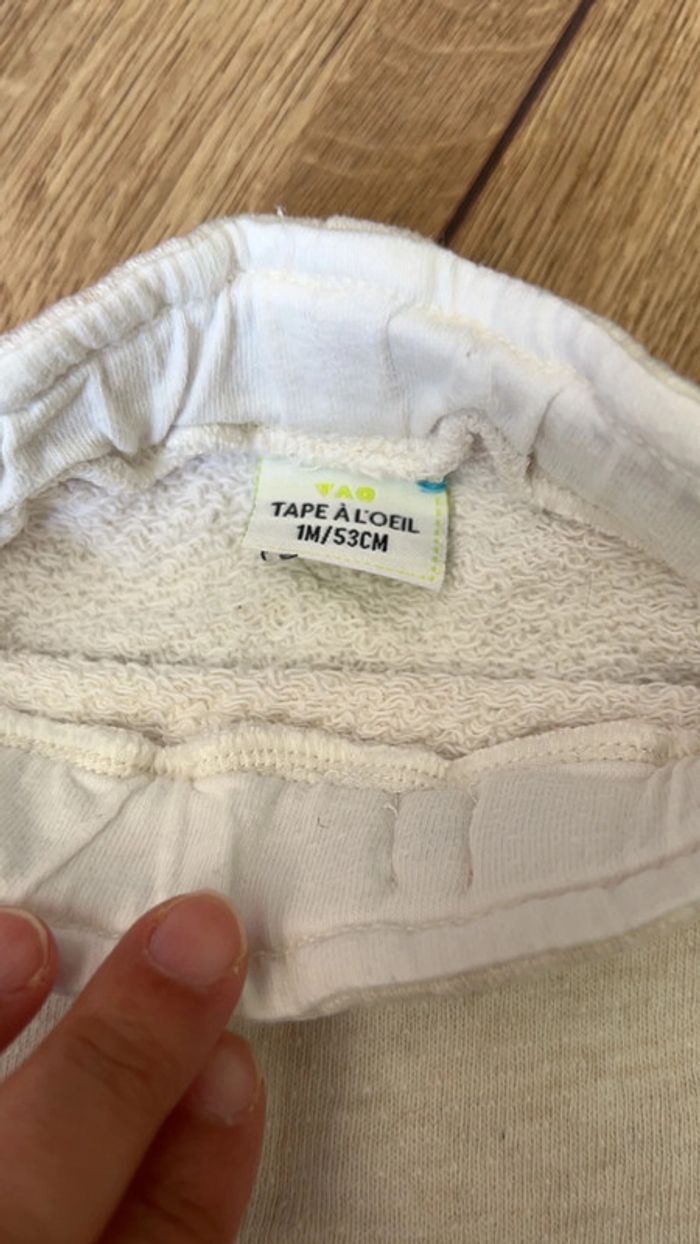 TAO
TAPE À L'OEIL
1M/53CM